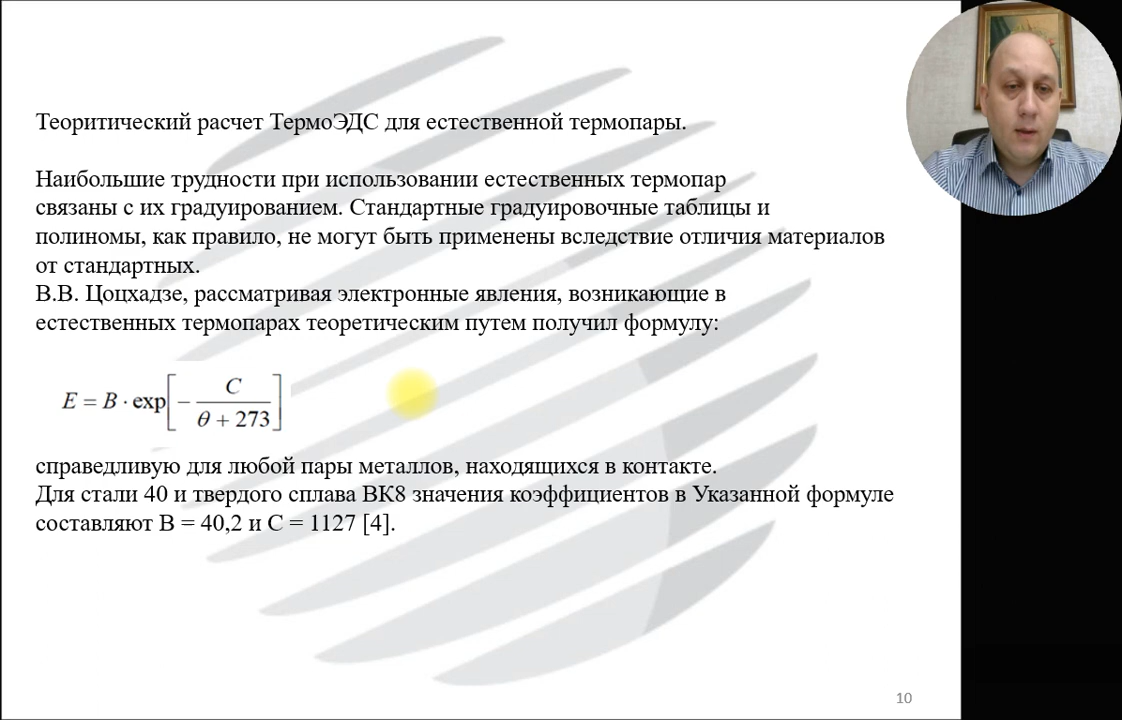 Теоритический расчет ТермоЭДС для естественной термопары.
Наибольшие трудности при использовании естественных термопар
связаны с их градуированием. Стандартные градуировочные таблицы и
полиномы, как правило, не могут быть применены вследствие отличия материалов
от стандартных.
В.В. Цоцхадзе, рассматривая электронные явления, возникающие в
естественных термопарах теоретическим путем получил формулу:
E = B · exp[− C / (θ + 273)]
справедливую для любой пары металлов, находящихся в контакте.
Для стали 40 и твердого сплава ВК8 значения коэффициентов в Указанной формуле
составляют В = 40,2 и С = 1127 [4].
10